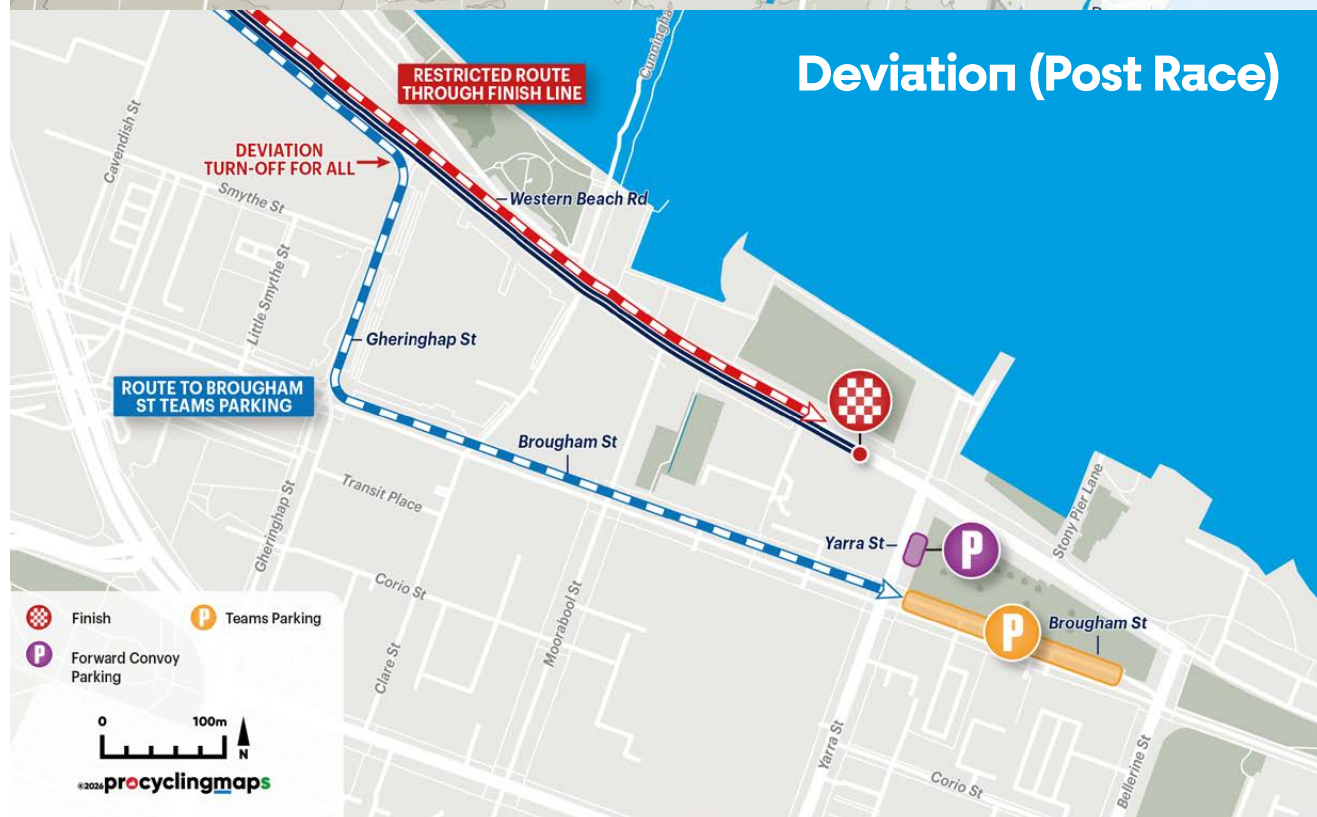 Deviation (Post Race)
Cunningha
RESTRICTED ROUTE
THROUGH FINISH LINE
Cavendish St
DEVIATION
TURN-OFF FOR ALL
Smythe St
Western Beach Rd
Little Smythe St
Gheringhap St
ROUTE TO BROUGHAM
ST TEAMS PARKING
Brougham St
Transit Place
Gheringhap St
Stony Pier Lane
Yarra St
P
Corio St
Moorabool St
Clare St
Brougham St
P
Finish
P Teams Parking
P Forward Convoy
Parking
0 100m
N
©2026 procyclingmaps
Yarra St
Corio St
Bellerine St